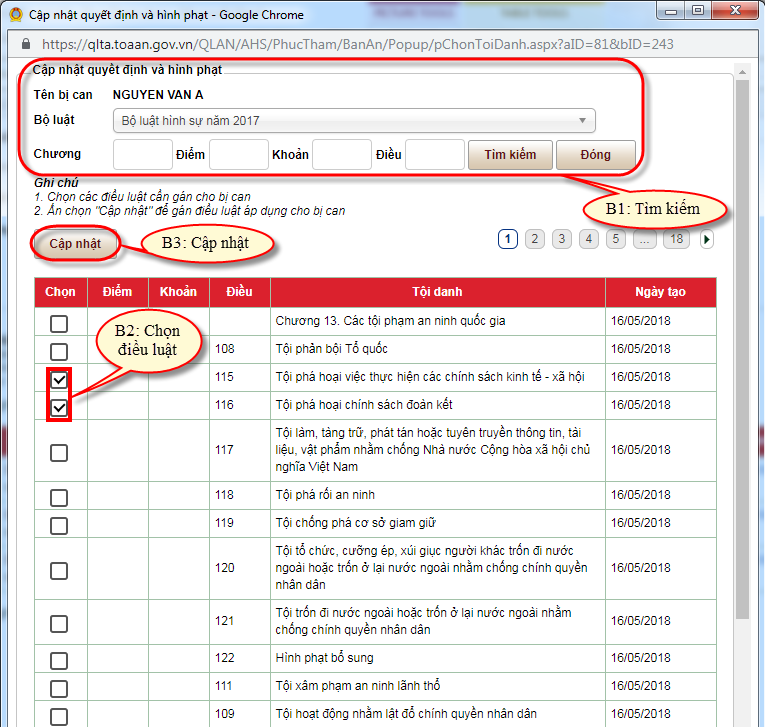 Cập nhật quyết định và hình phạt - Google Chrome
https://qlta.toaan.gov.vn/QLAN/AHS/PhucTham/BanAn/Popup/pChonToiDanh.aspx?aID=81&bID=243
Cập nhật quyết định và hình phạt
Tên bị can NGUYEN VAN A
Bộ luật Bộ luật hình sự năm 2017
Chương Điểm Khoản Điều Tìm kiếm Đóng
Ghi chú
1. Chọn các điều luật cần gán cho bị can
2. Ấn chọn "Cập nhật" để gán điều luật áp dụng cho bị can
B1: Tìm kiếm
Cập nhật B3: Cập nhật 1 2 3 4 5 ... 18
Chọn Điểm Khoản Điều Tội danh Ngày tạo
Chương 13. Các tội phạm an ninh quốc gia 16/05/2018
B2: Chọn
điều luật
108 Tội phản bội Tổ quốc 16/05/2018
115 Tội phá hoại việc thực hiện các chính sách kinh tế - xã hội 16/05/2018
116 Tội phá hoại chính sách đoàn kết 16/05/2018
117 Tội làm, tàng trữ, phát tán hoặc tuyên truyền thông tin, tài
liệu, vật phẩm nhằm chống Nhà nước Cộng hòa xã hội chủ
nghĩa Việt Nam 16/05/2018
118 Tội phá rối an ninh 16/05/2018
119 Tội chống phá cơ sở giam giữ 16/05/2018
120 Tội tổ chức, cưỡng ép, xúi giục người khác trốn đi nước
ngoài hoặc trốn ở lại nước ngoài nhằm chống chính quyền
nhân dân 16/05/2018
121 Tội trốn đi nước ngoài hoặc trốn ở lại nước ngoài nhằm
chống chính quyền nhân dân 16/05/2018
122 Hình phạt bổ sung 16/05/2018
111 Tội xâm phạm an ninh lãnh thổ 16/05/2018
109 Tội hoạt động nhằm lật đổ chính quyền nhân dân 16/05/2018